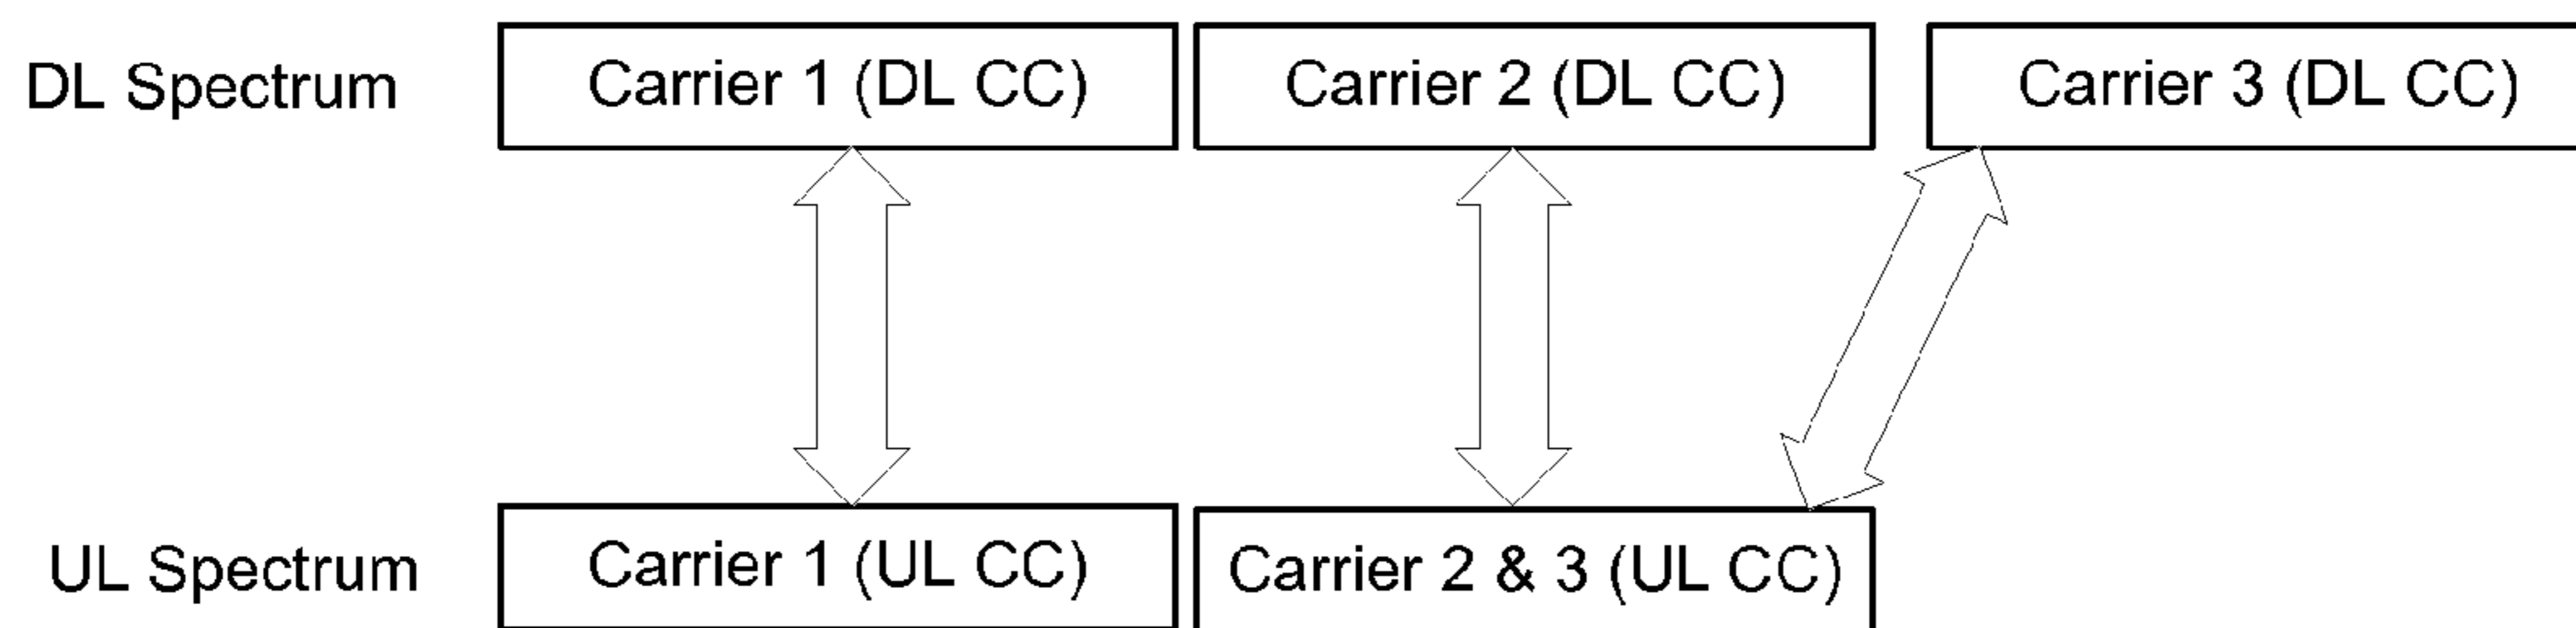 DL Spectrum
Carrier 1 (DL CC)
Carrier 2 (DL CC)
Carrier 3 (DL CC)
UL Spectrum
Carrier 1 (UL CC)
Carrier 2 & 3 (UL CC)